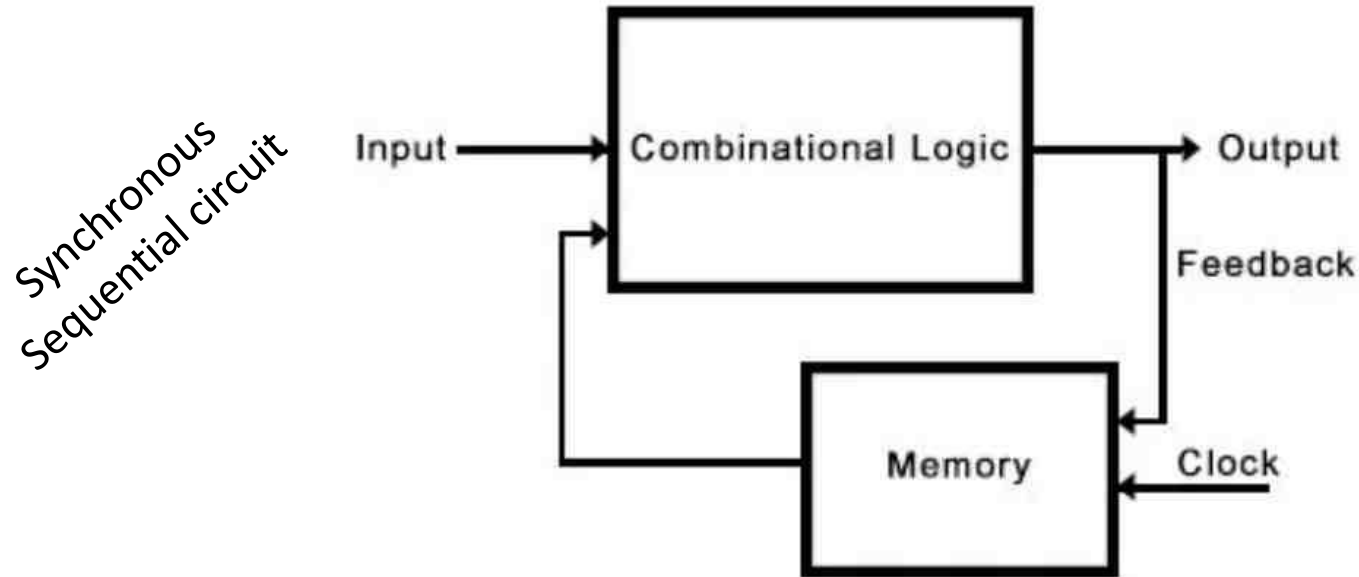 Synchronous
Sequential circuit
Input
Combinational Logic
Output
Feedback
Memory
Clock